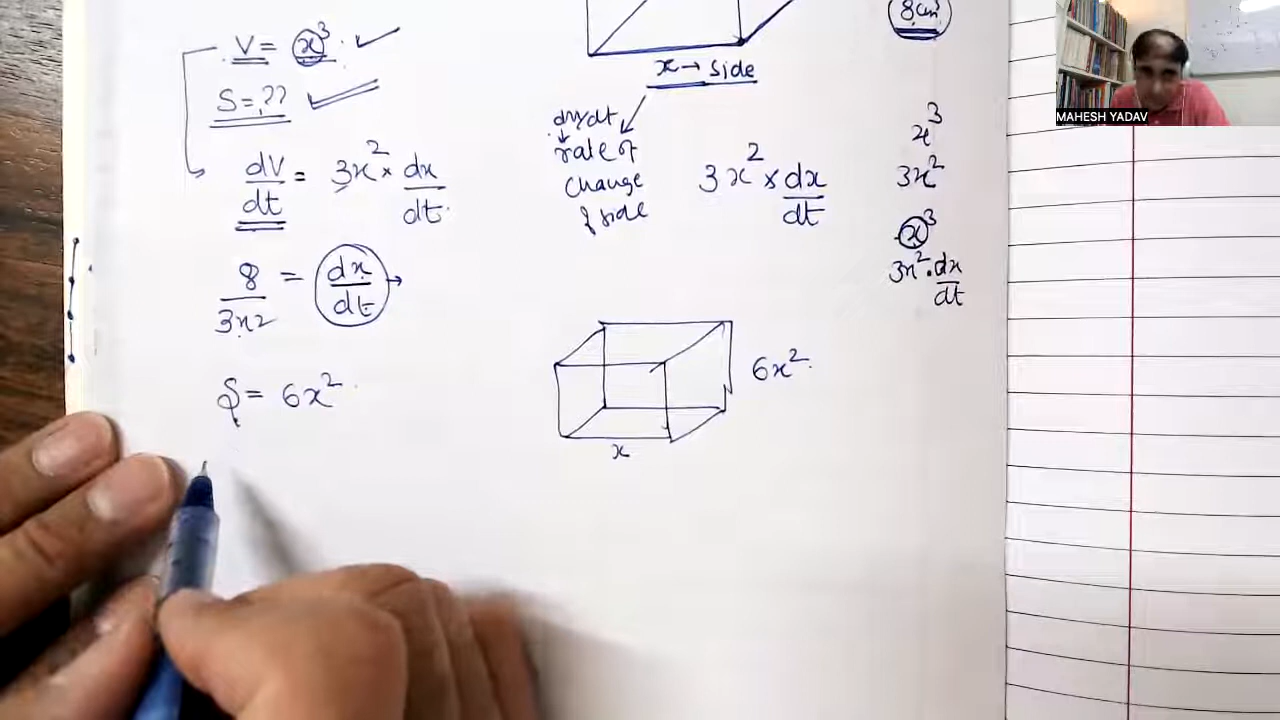 V = x³
S = ??
dV/dt = 3x² × dx/dt
8/3x2 = dx/dt →
S = 6x²
x → Side
dx/dt
rate of
change
of side
3x² × dx/dt
x
6x²
8cm³
x³
3x²
x³
3x² · dx/dt
MAHESH YADAV